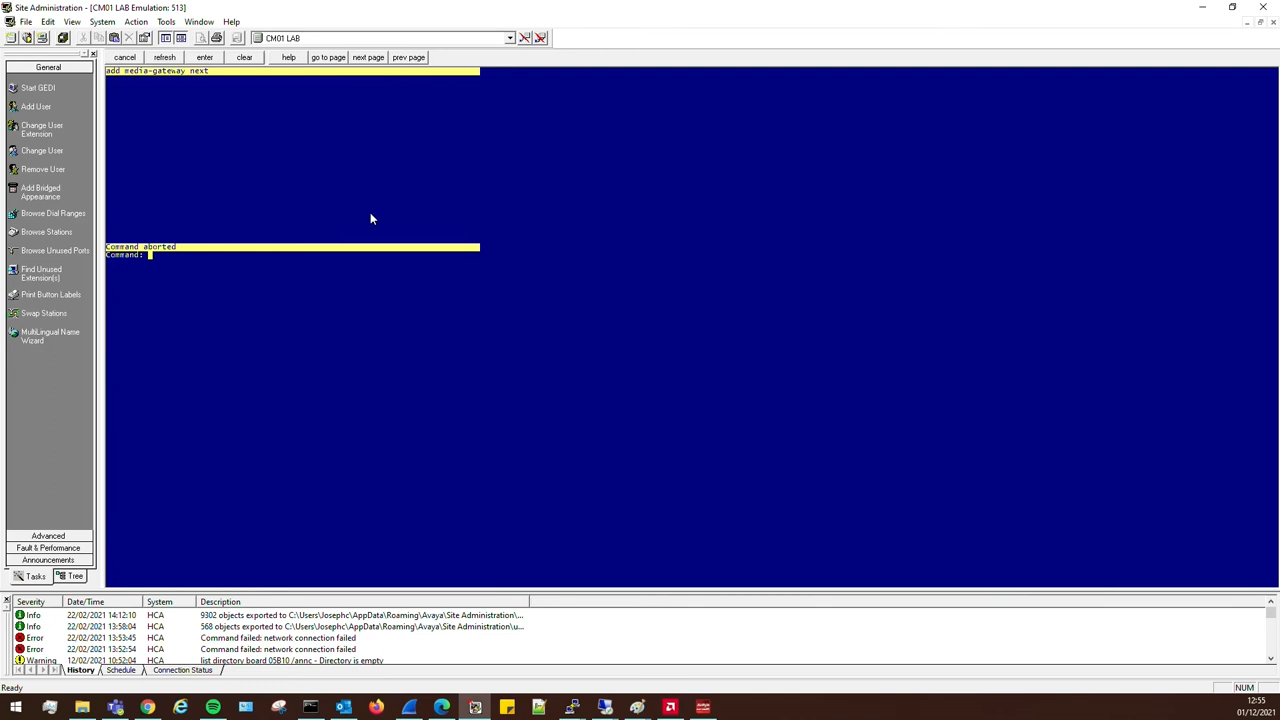 Site Administration - [CM01 LAB Emulation: 513]
File Edit View System Action Tools Window Help
CM01 LAB
cancel refresh enter clear help go to page next page prev page
General
Start GEDI
Add User
Change User
Extension
Change User
Remove User
Add Bridged
Appearance
Browse Dial Ranges
Browse Stations
Browse Unused Ports
Find Unused
Extension(s)
Print Button Labels
Swap Stations
MultiLingual Name
Wizard
Advanced
Fault & Performance
Announcements
Tasks Tree
add media-gateway next
Command aborted
Command:
Severity Date/Time System Description
Info 22/02/2021 14:12:10 HCA 9302 objects exported to C:\Users\Josephc\AppData\Roaming\Avaya\Site Administration\...
Info 22/02/2021 13:58:04 HCA 568 objects exported to C:\Users\Josephc\AppData\Roaming\Avaya\Site Administration\u...
Error 22/02/2021 13:53:45 HCA Command failed: network connection failed
Error 22/02/2021 13:52:54 HCA Command failed: network connection failed
Warning 12/02/2021 10:52:04 HCA list directory board 05B10 /annc - Directory is empty
History Schedule Connection Status
Ready
NUM
12:55
01/12/2021